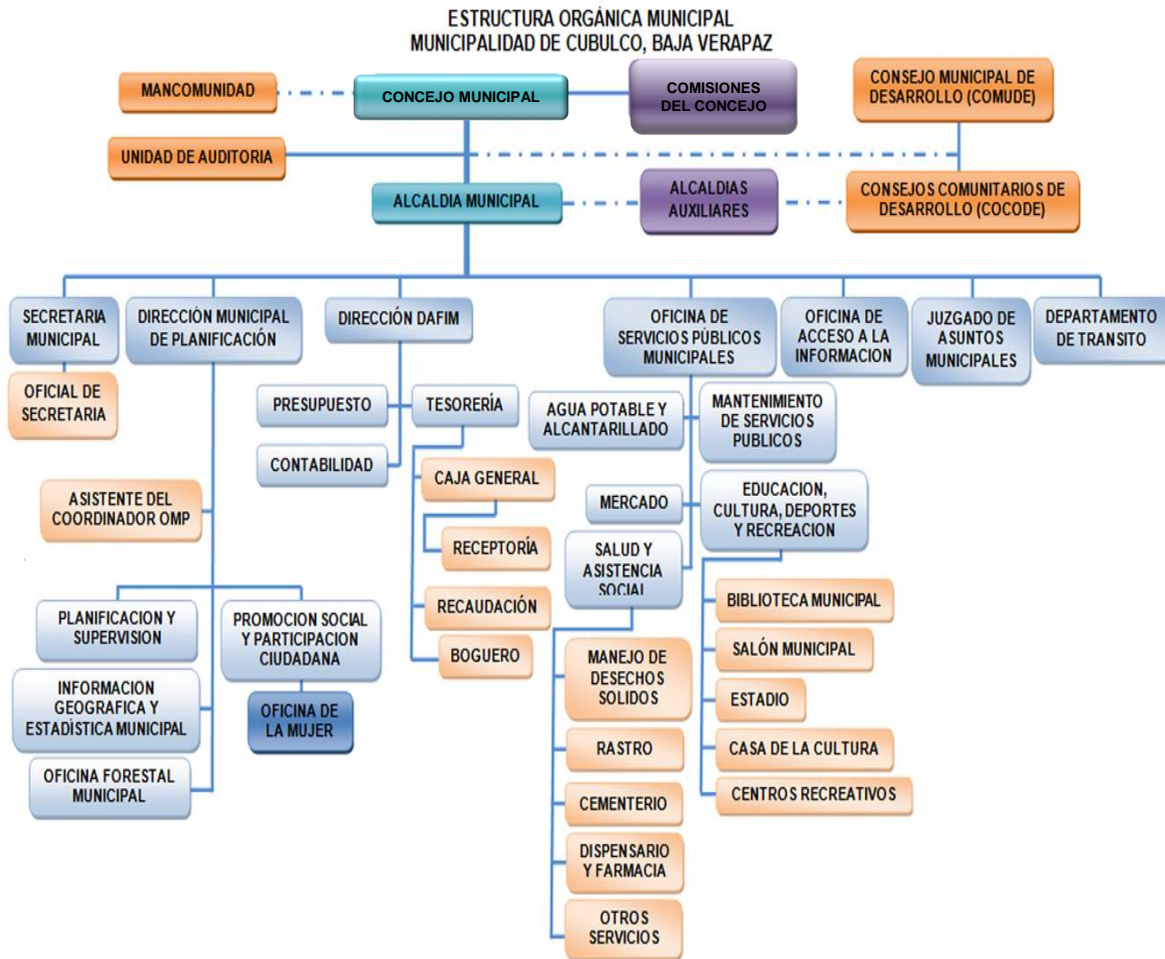 ESTRUCTURA ORGÁNICA MUNICIPAL
MUNICIPALIDAD DE CUBULCO, BAJA VERAPAZ
MANCOMUNIDAD
CONCEJO MUNICIPAL
COMISIONES
DEL CONCEJO
CONSEJO MUNICIPAL DE
DESARROLLO (COMUDE)
UNIDAD DE AUDITORIA
ALCALDIA MUNICIPAL
ALCALDIAS
AUXILIARES
CONSEJOS COMUNITARIOS DE
DESARROLLO (COCODE)
SECRETARIA
MUNICIPAL
DIRECCIÓN MUNICIPAL
DE PLANIFICACIÓN
DIRECCIÓN DAFIM
OFICINA DE
SERVICIOS PÚBLICOS
MUNICIPALES
OFICINA DE
ACCESO A LA
INFORMACION
JUZGADO DE
ASUNTOS
MUNICIPALES
DEPARTAMENTO
DE TRANSITO
OFICIAL DE
SECRETARIA
PRESUPUESTO
TESORERÍA
AGUA POTABLE Y
ALCANTARILLADO
MANTENIMIENTO
DE SERVICIOS
PUBLICOS
CONTABILIDAD
CAJA GENERAL
MERCADO
EDUCACION,
CULTURA, DEPORTES
Y RECREACION
ASISTENTE DEL
COORDINADOR OMP
RECEPTORÍA
SALUD Y
ASISTENCIA
SOCIAL
PLANIFICACION Y
SUPERVISION
PROMOCION SOCIAL
Y PARTICIPACION
CIUDADANA
RECAUDACIÓN
BIBLIOTECA MUNICIPAL
BOGUERO
MANEJO DE
DESECHOS
SOLIDOS
SALÓN MUNICIPAL
INFORMACION
GEOGRAFICA Y
ESTADÌSTICA MUNICIPAL
OFICINA DE
LA MUJER
ESTADIO
RASTRO
CASA DE LA CULTURA
OFICINA FORESTAL
MUNICIPAL
CEMENTERIO
CENTROS RECREATIVOS
DISPENSARIO
Y FARMACIA
OTROS
SERVICIOS